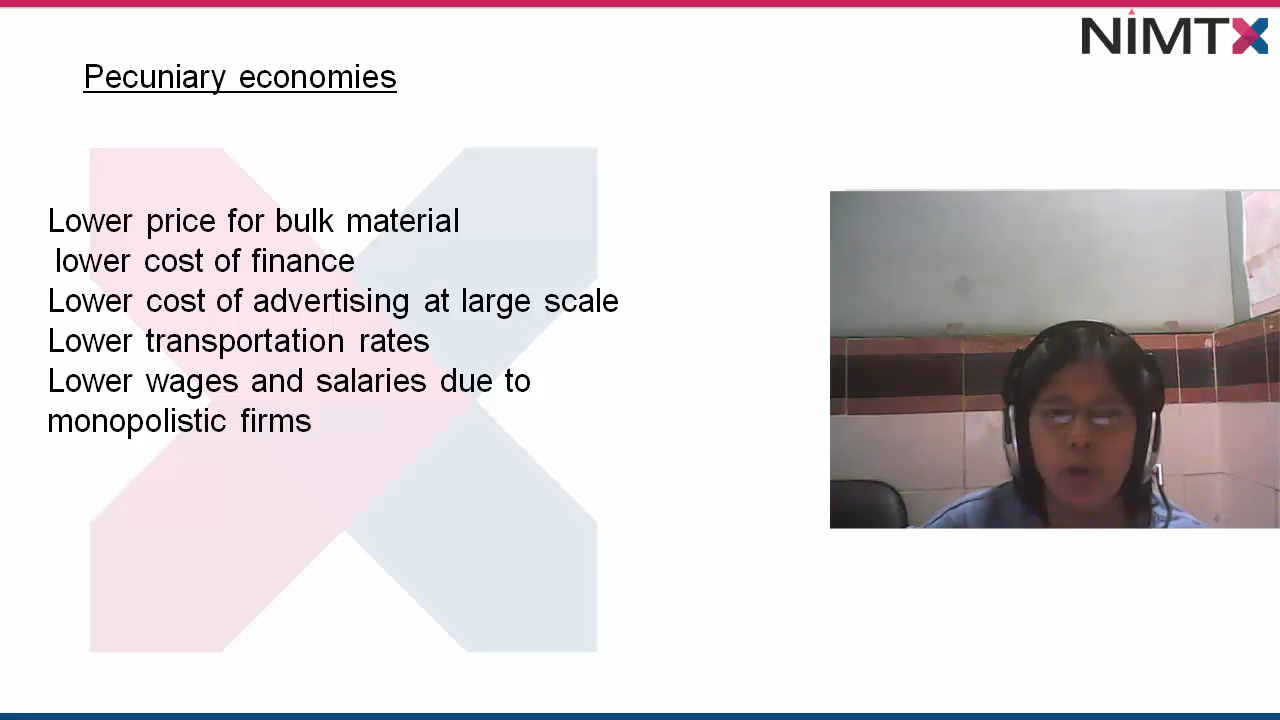 NIMTX
Pecuniary economies
Lower price for bulk material
lower cost of finance
Lower cost of advertising at large scale
Lower transportation rates
Lower wages and salaries due to
monopolistic firms